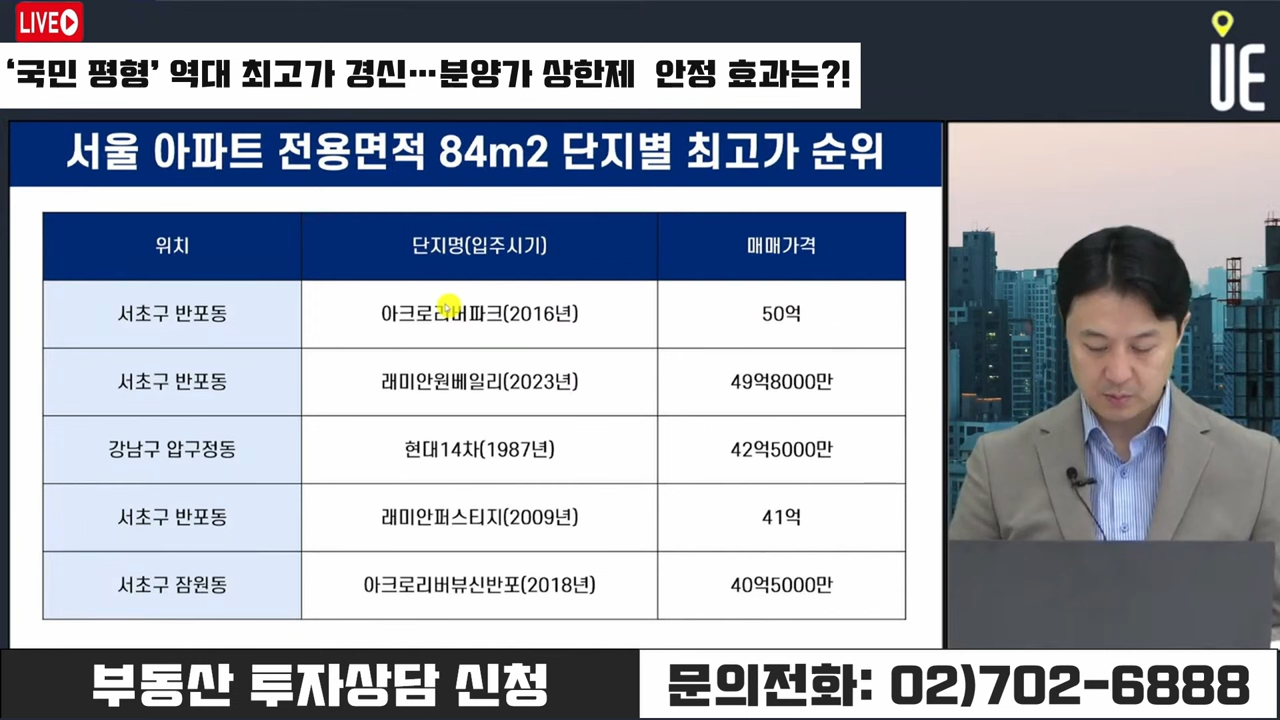 LIVE
UE
'국민 평형' 역대 최고가 경신…분양가 상한제 안정 효과는?!
서울 아파트 전용면적 84m2 단지별 최고가 순위
위치 단지명(입주시기) 매매가격
서초구 반포동 아크로리버파크(2016년) 50억
서초구 반포동 래미안원베일리(2023년) 49억8000만
강남구 압구정동 현대14차(1987년) 42억5000만
서초구 반포동 래미안퍼스티지(2009년) 41억
서초구 잠원동 아크로리버뷰신반포(2018년) 40억5000만
부동산 투자상담 신청
문의전화: 02)702-6888